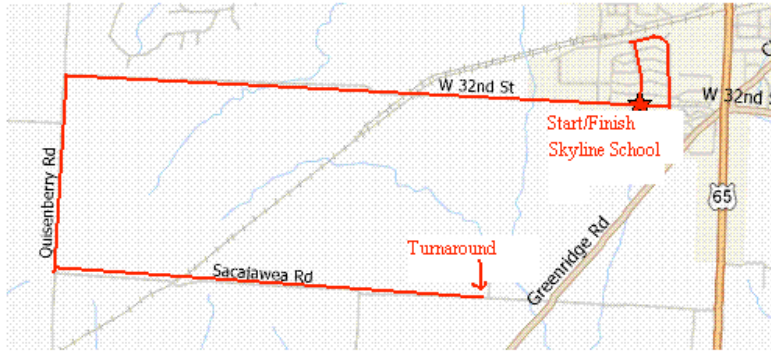 W 32nd St
W 32nd S
C
Start/Finish
Skyline School
65
Quisenberry Rd
Turnaround
Sacajawea Rd
Greenridge Rd